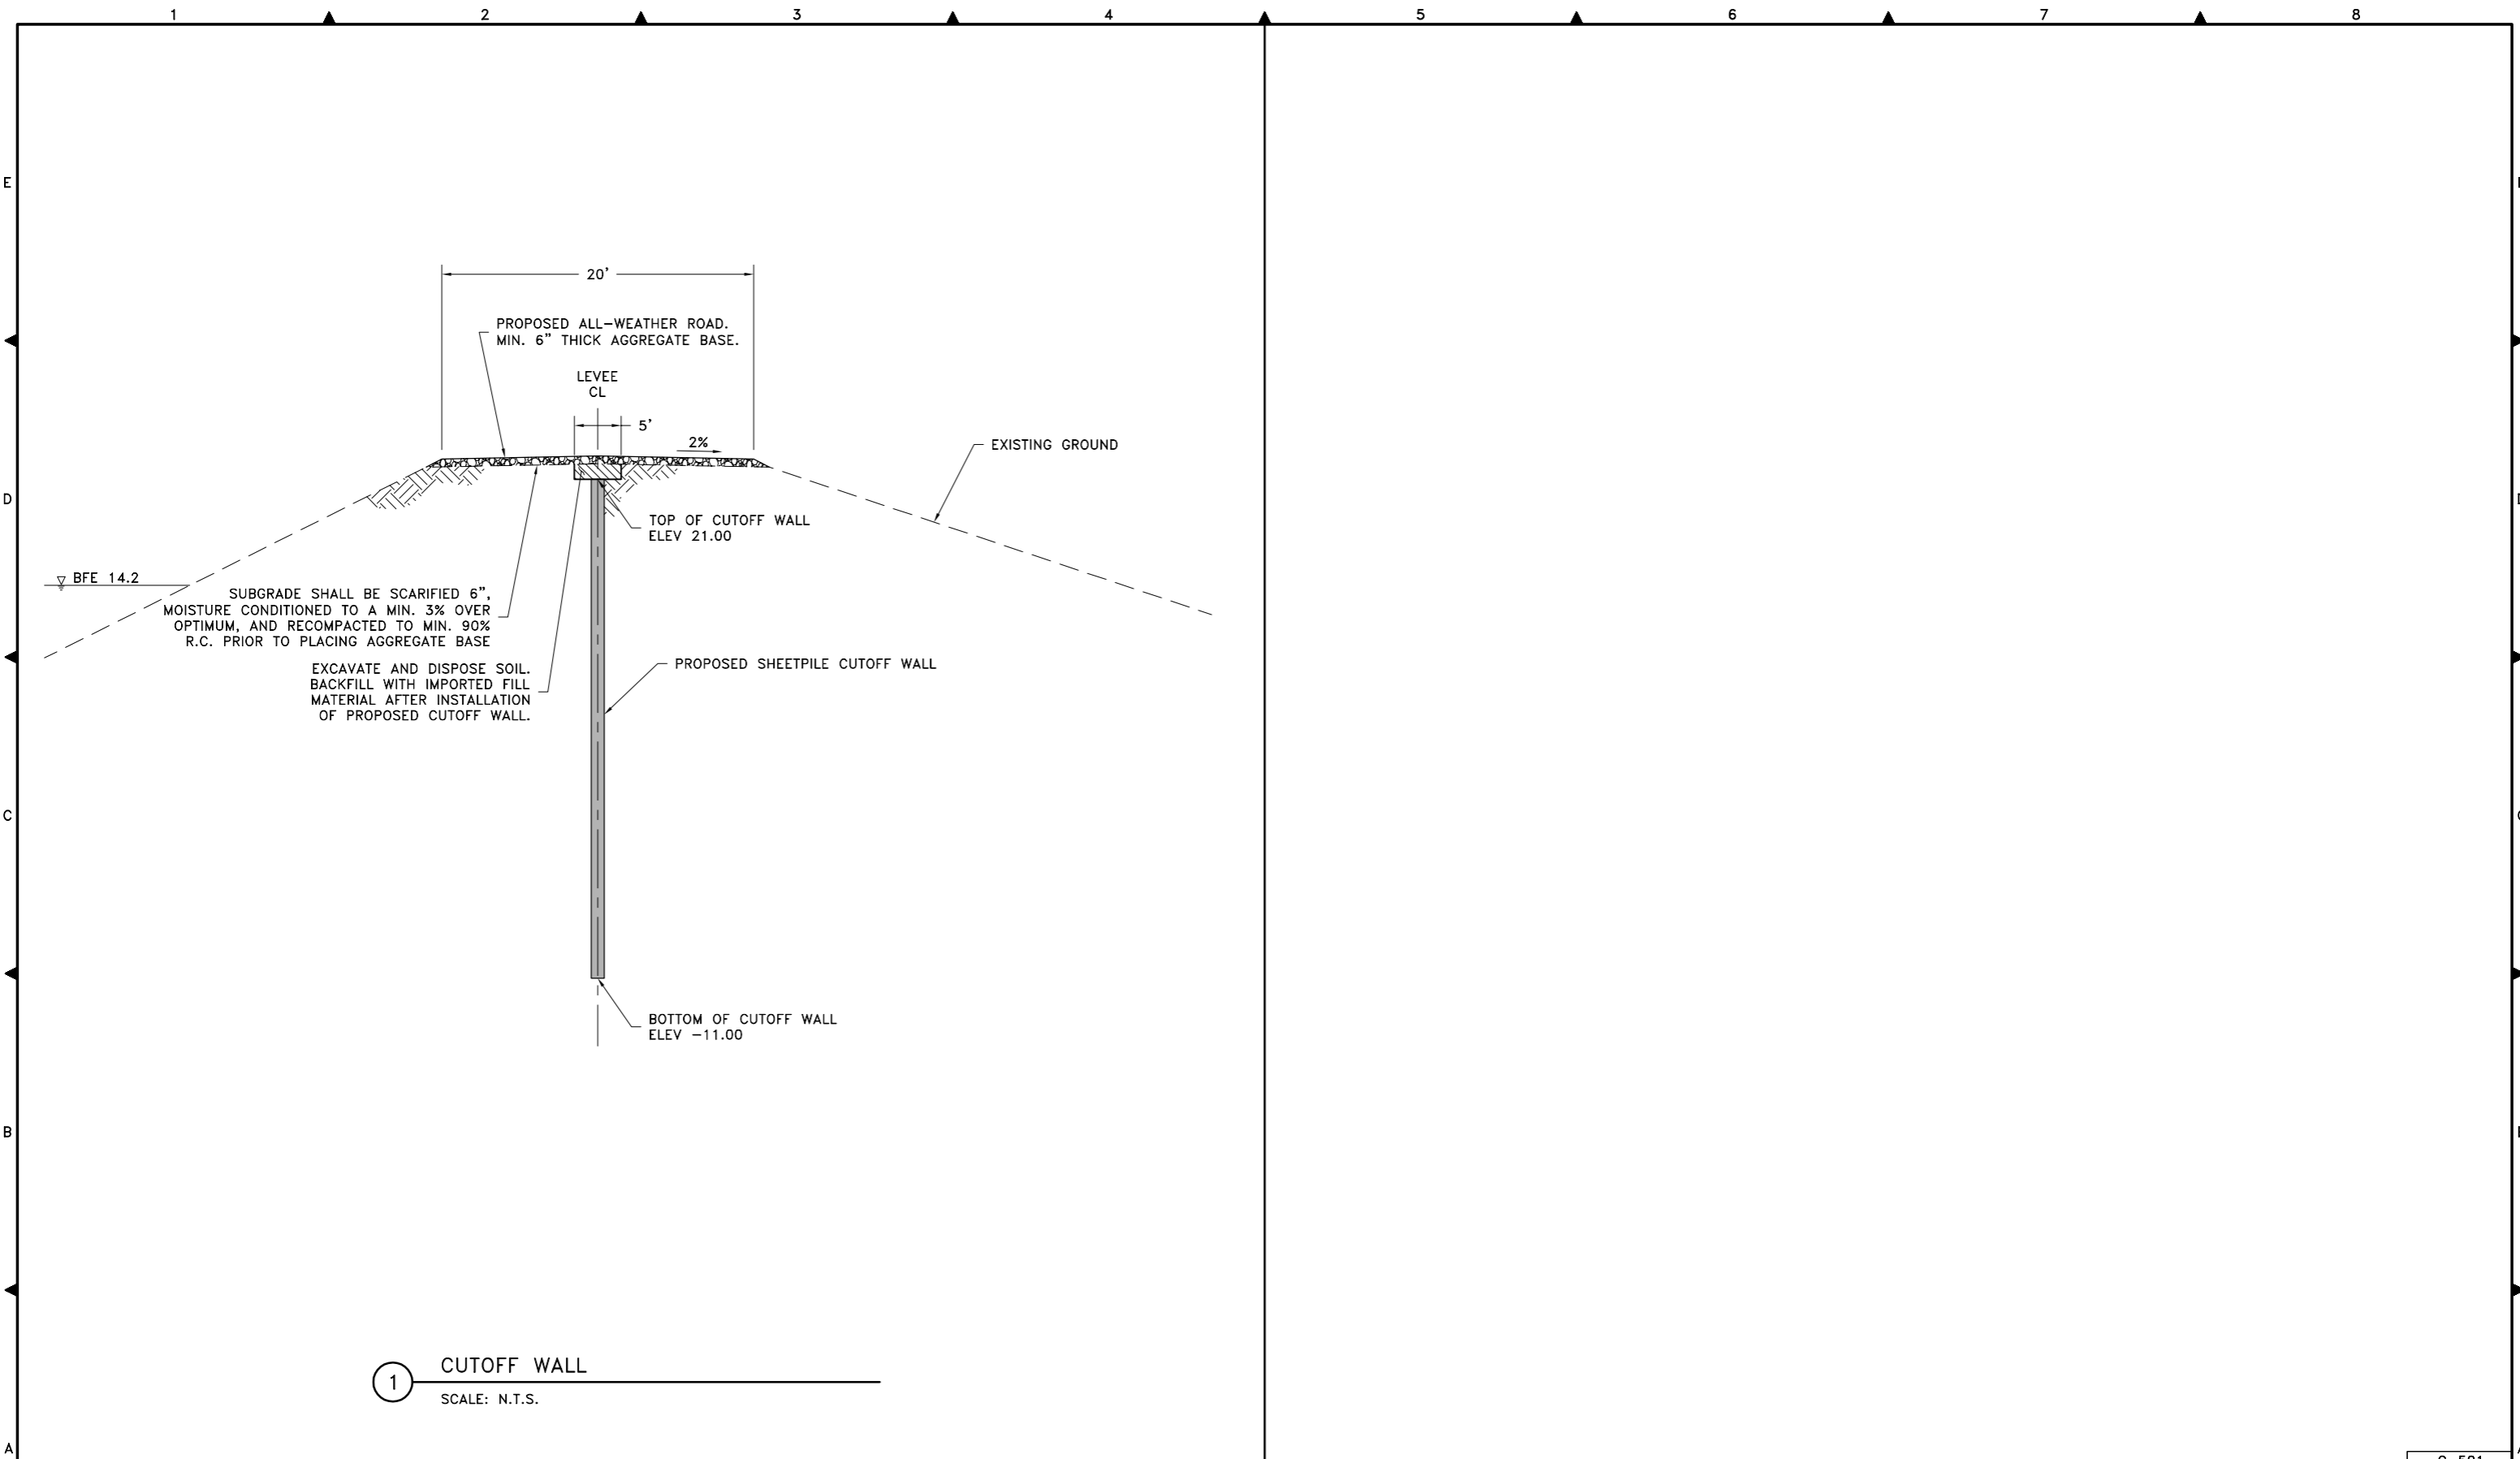 1 2 3 4 5 6 7 8
E
20'
PROPOSED ALL-WEATHER ROAD.
MIN. 6" THICK AGGREGATE BASE.
LEVEE
CL
5'
2%
EXISTING GROUND
D
TOP OF CUTOFF WALL
ELEV 21.00
BFE 14.2
SUBGRADE SHALL BE SCARIFIED 6",
MOISTURE CONDITIONED TO A MIN. 3% OVER
OPTIMUM, AND RECOMPACTED TO MIN. 90%
R.C. PRIOR TO PLACING AGGREGATE BASE
EXCAVATE AND DISPOSE SOIL.
BACKFILL WITH IMPORTED FILL
MATERIAL AFTER INSTALLATION
OF PROPOSED CUTOFF WALL.
PROPOSED SHEETPILE CUTOFF WALL
C
BOTTOM OF CUTOFF WALL
ELEV -11.00
B
1
CUTOFF WALL
SCALE: N.T.S.
A